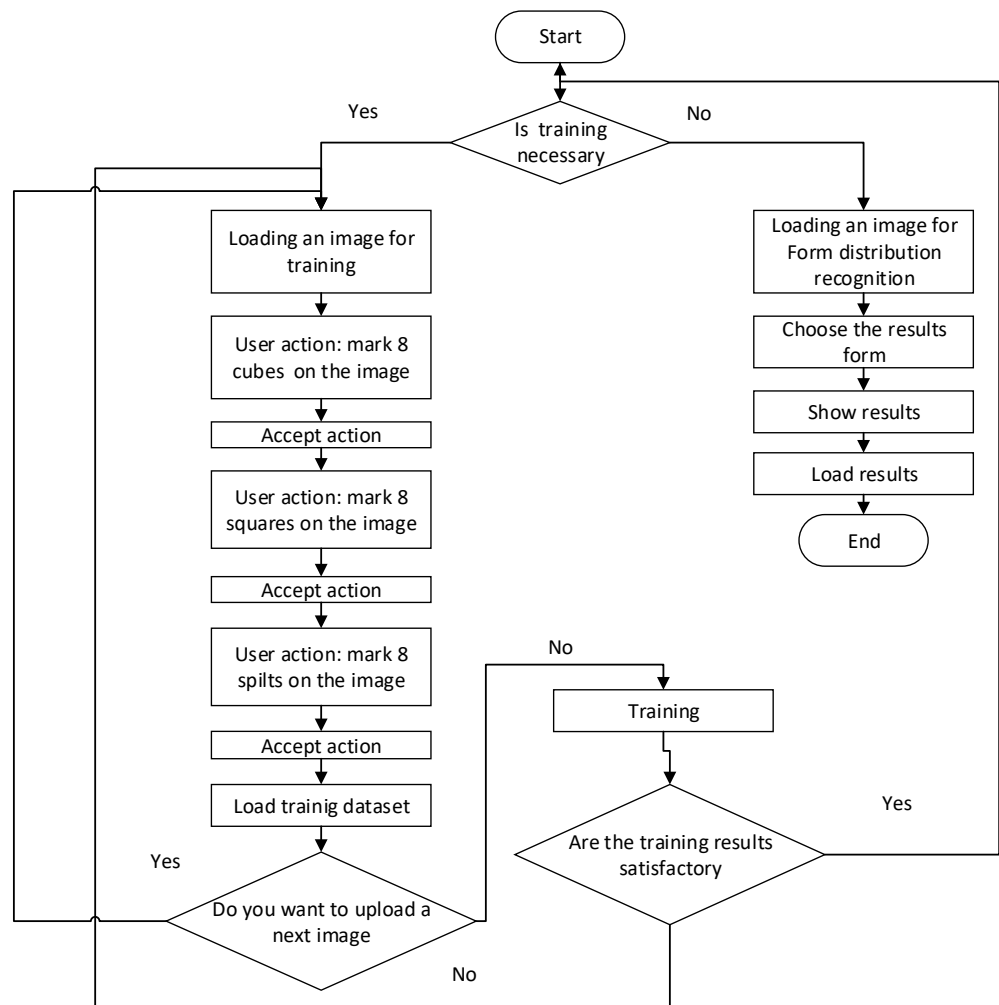 Start
Yes
No
Is training
necessary
Loading an image for
training
Loading an image for
Form distribution
recognition
User action: mark 8
cubes on the image
Choose the results
form
Accept action
Show results
User action: mark 8
squares on the image
Load results
End
Accept action
User action: mark 8
spilts on the image
No
Training
Accept action
Load trainig dataset
Yes
Are the training results
satisfactory
Yes
Do you want to upload a
next image
No